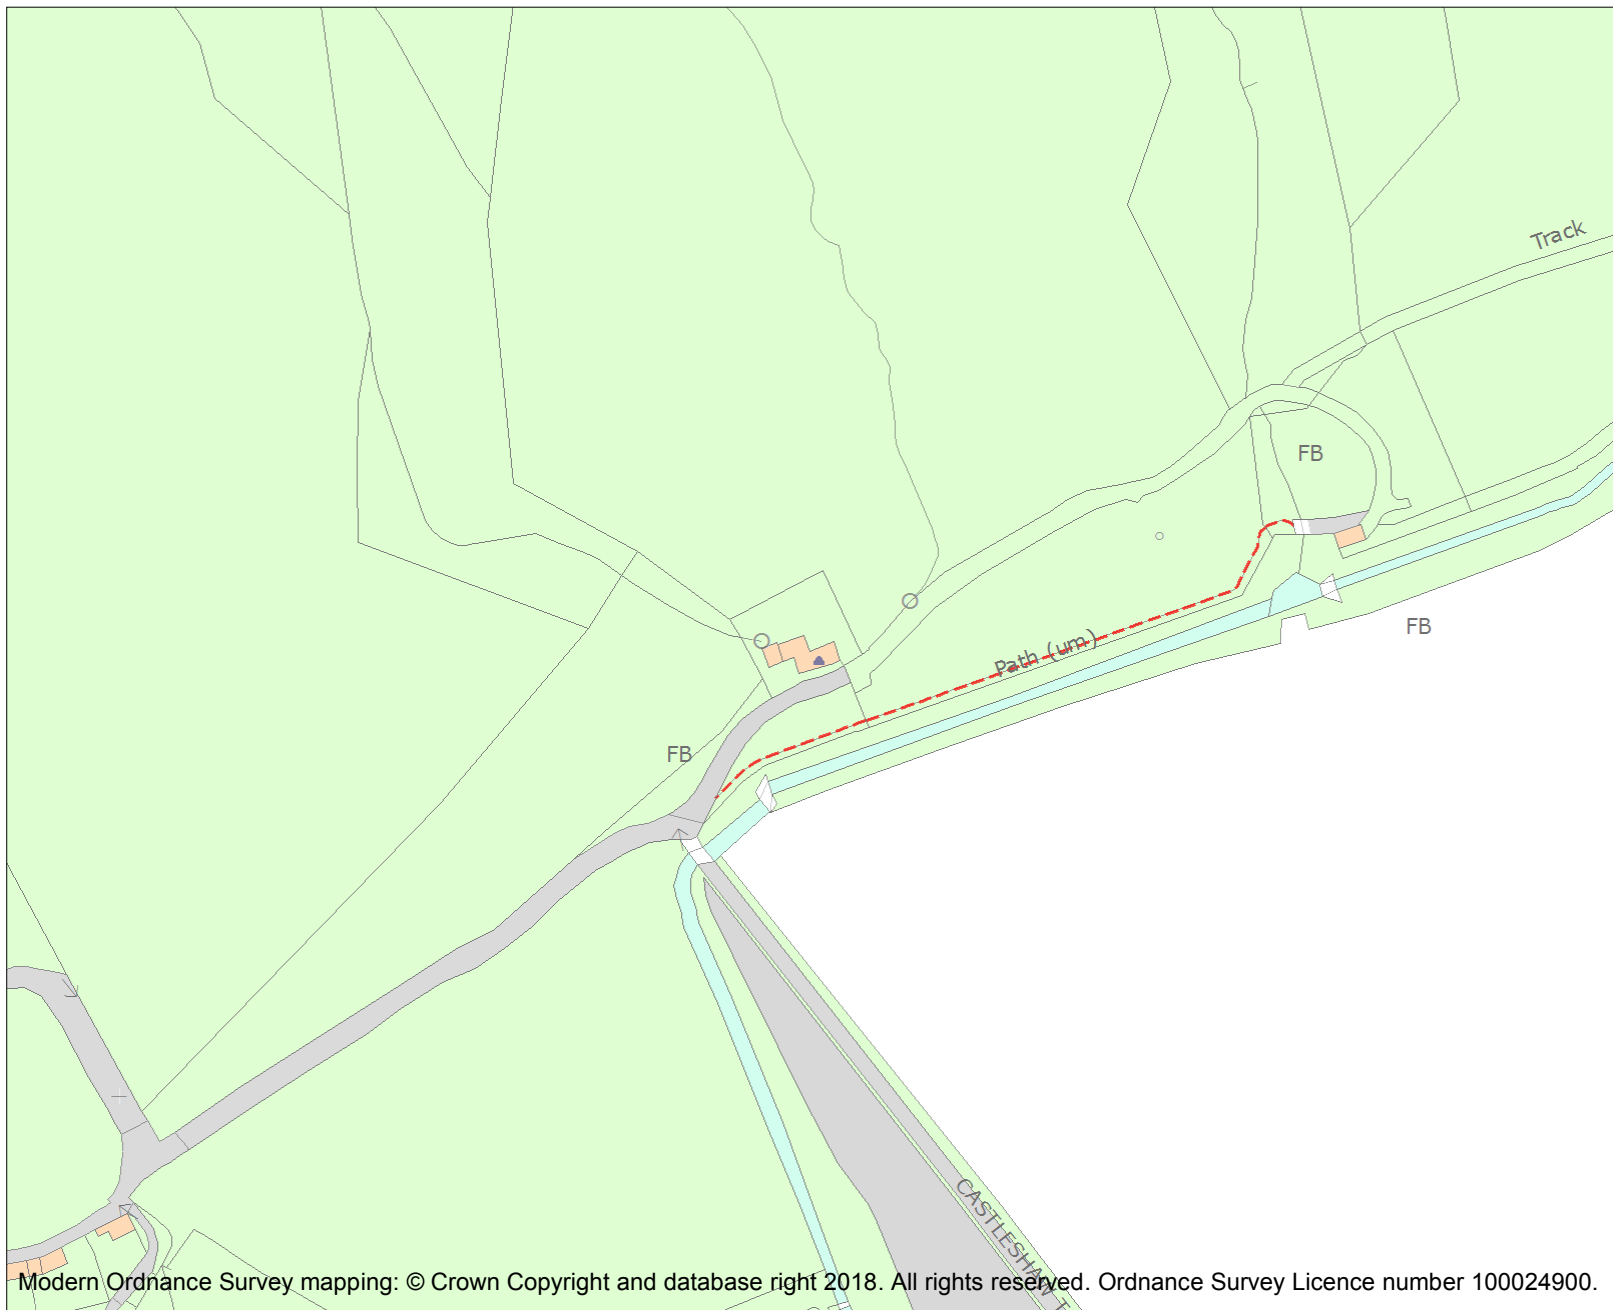 Track
FB
FB
Path (um)
FB
CASTLESHAW T
Modern Ordnance Survey mapping: © Crown Copyright and database right 2018. All rights reserved. Ordnance Survey Licence number 100024900.